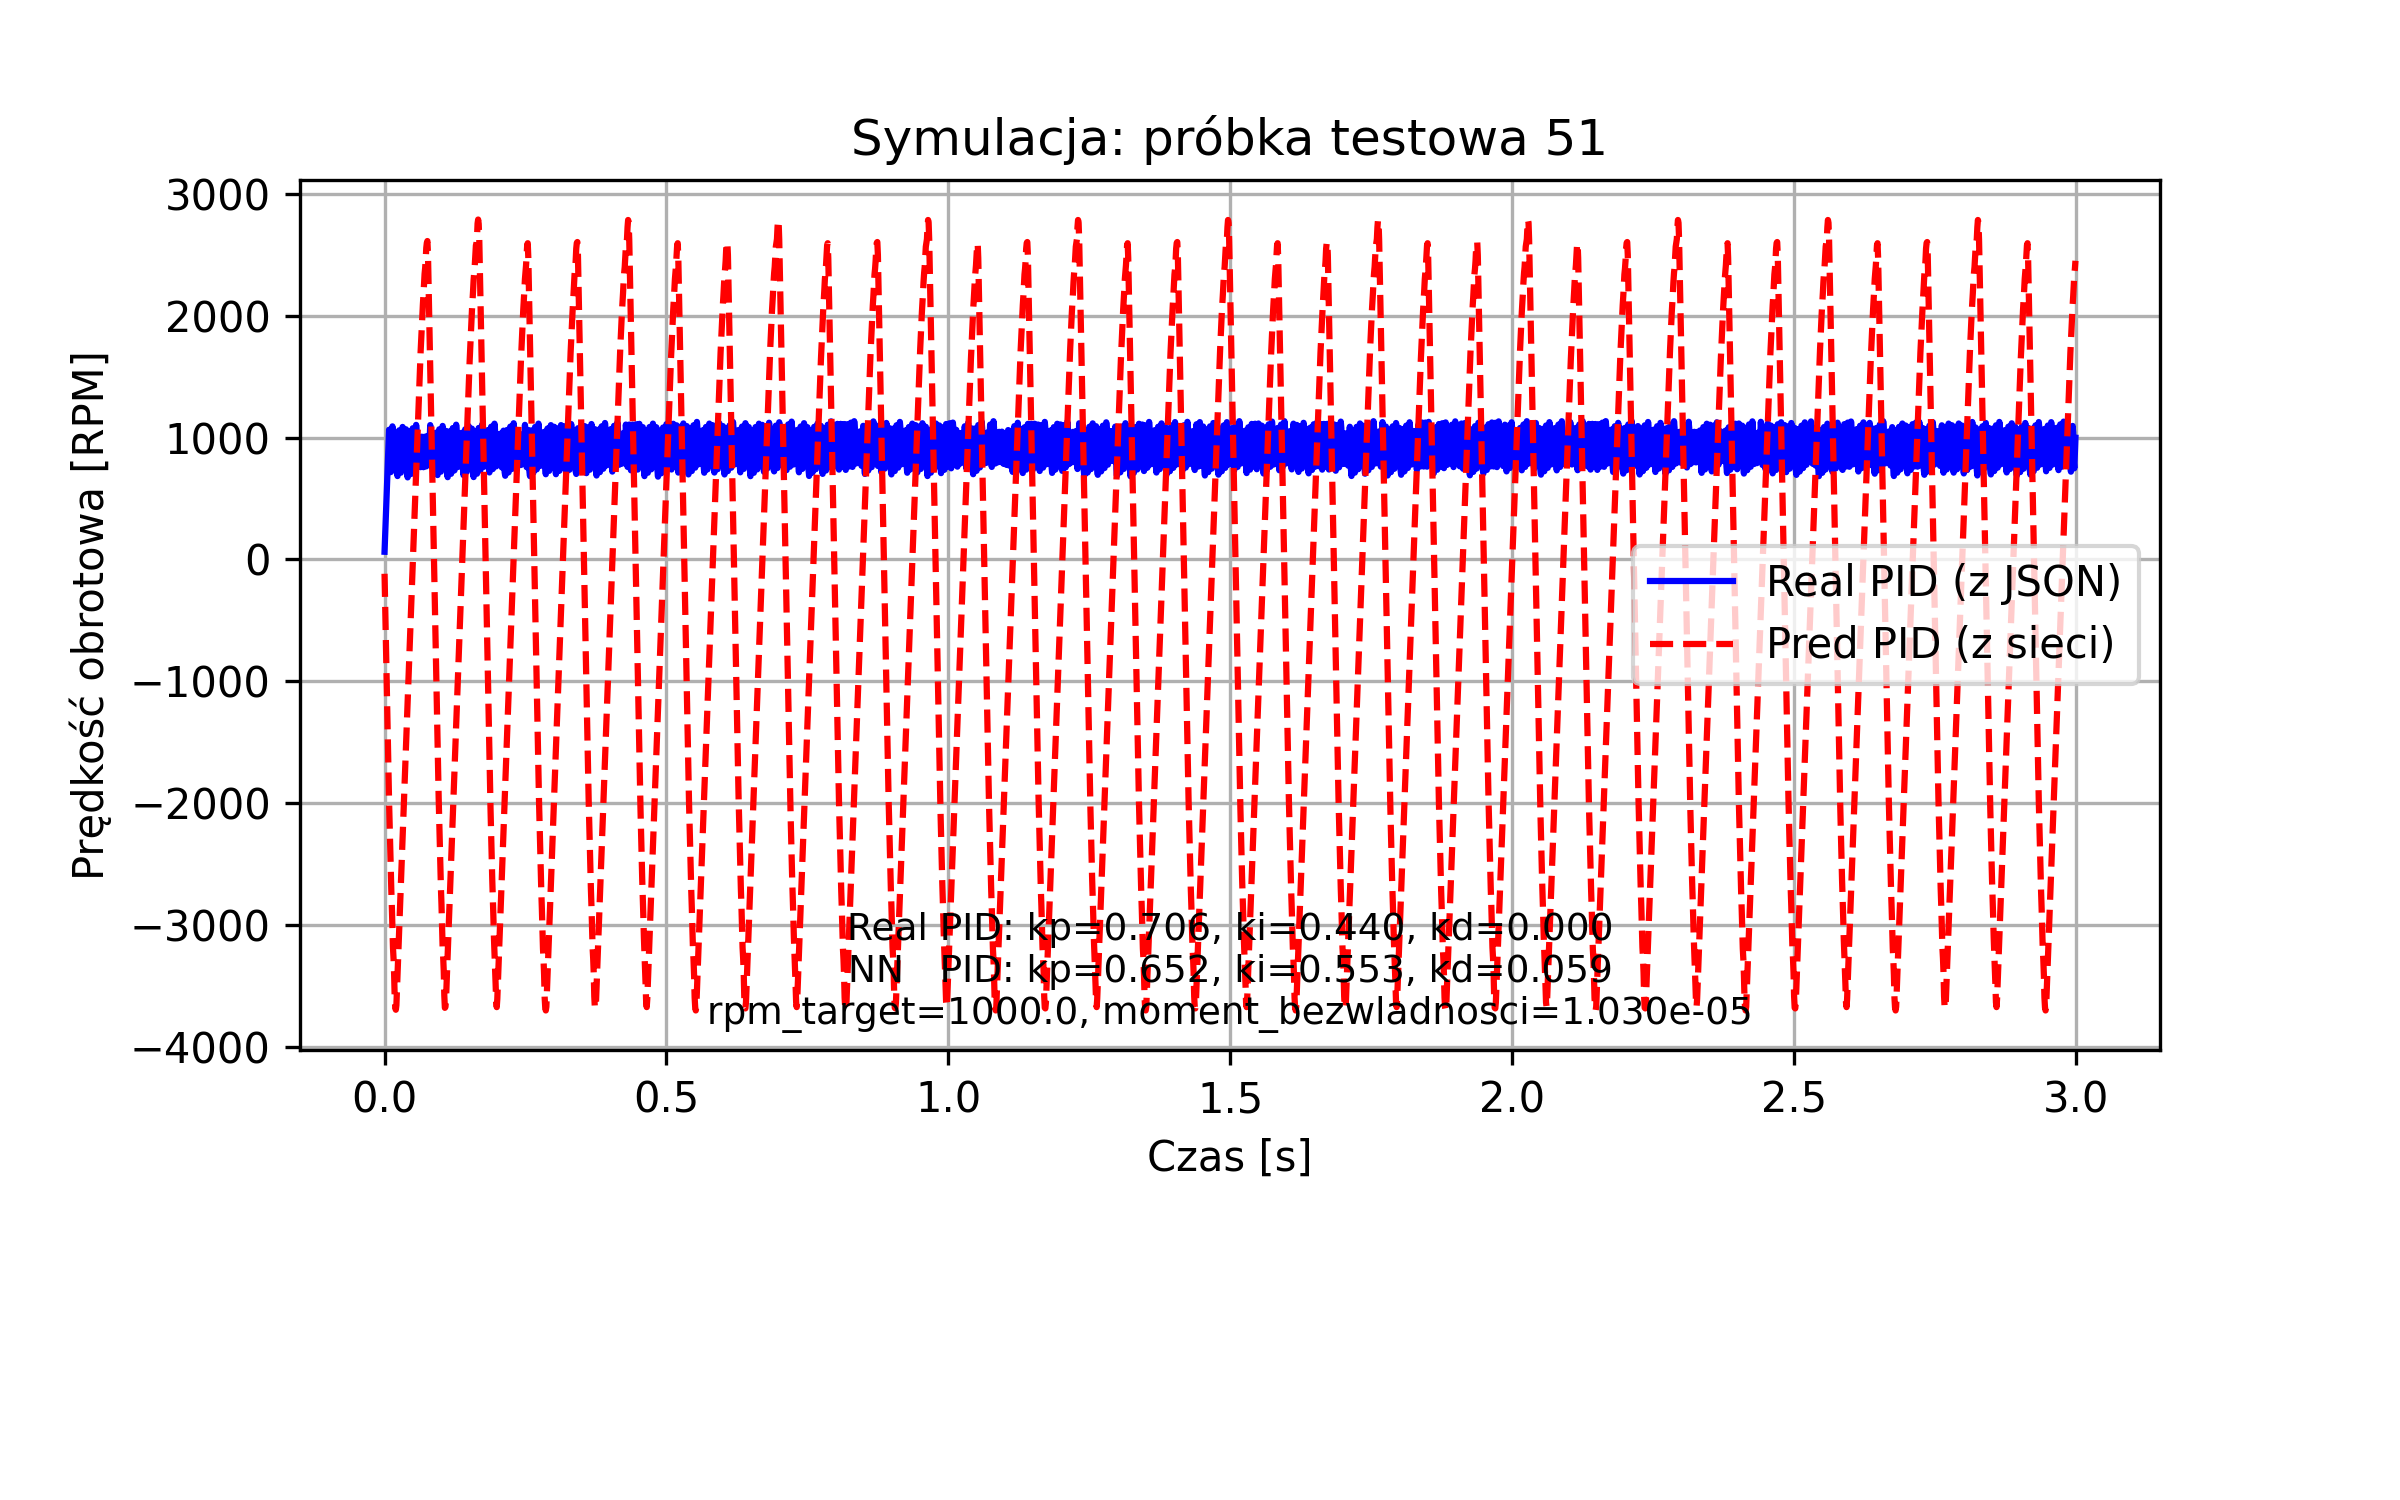 Symulacja: próbka testowa 51
Prędkość obrotowa [RPM]
3000
2000
1000
0
−1000
−2000
−3000
−4000
Real PID (z JSON)
Pred PID (z sieci)
Real PID: kp=0.706, ki=0.440, kd=0.000
NN PID: kp=0.652, ki=0.553, kd=0.059
rpm_target=1000.0, moment_bezwladnosci=1.030e-05
0.0 0.5 1.0 1.5 2.0 2.5 3.0
Czas [s]